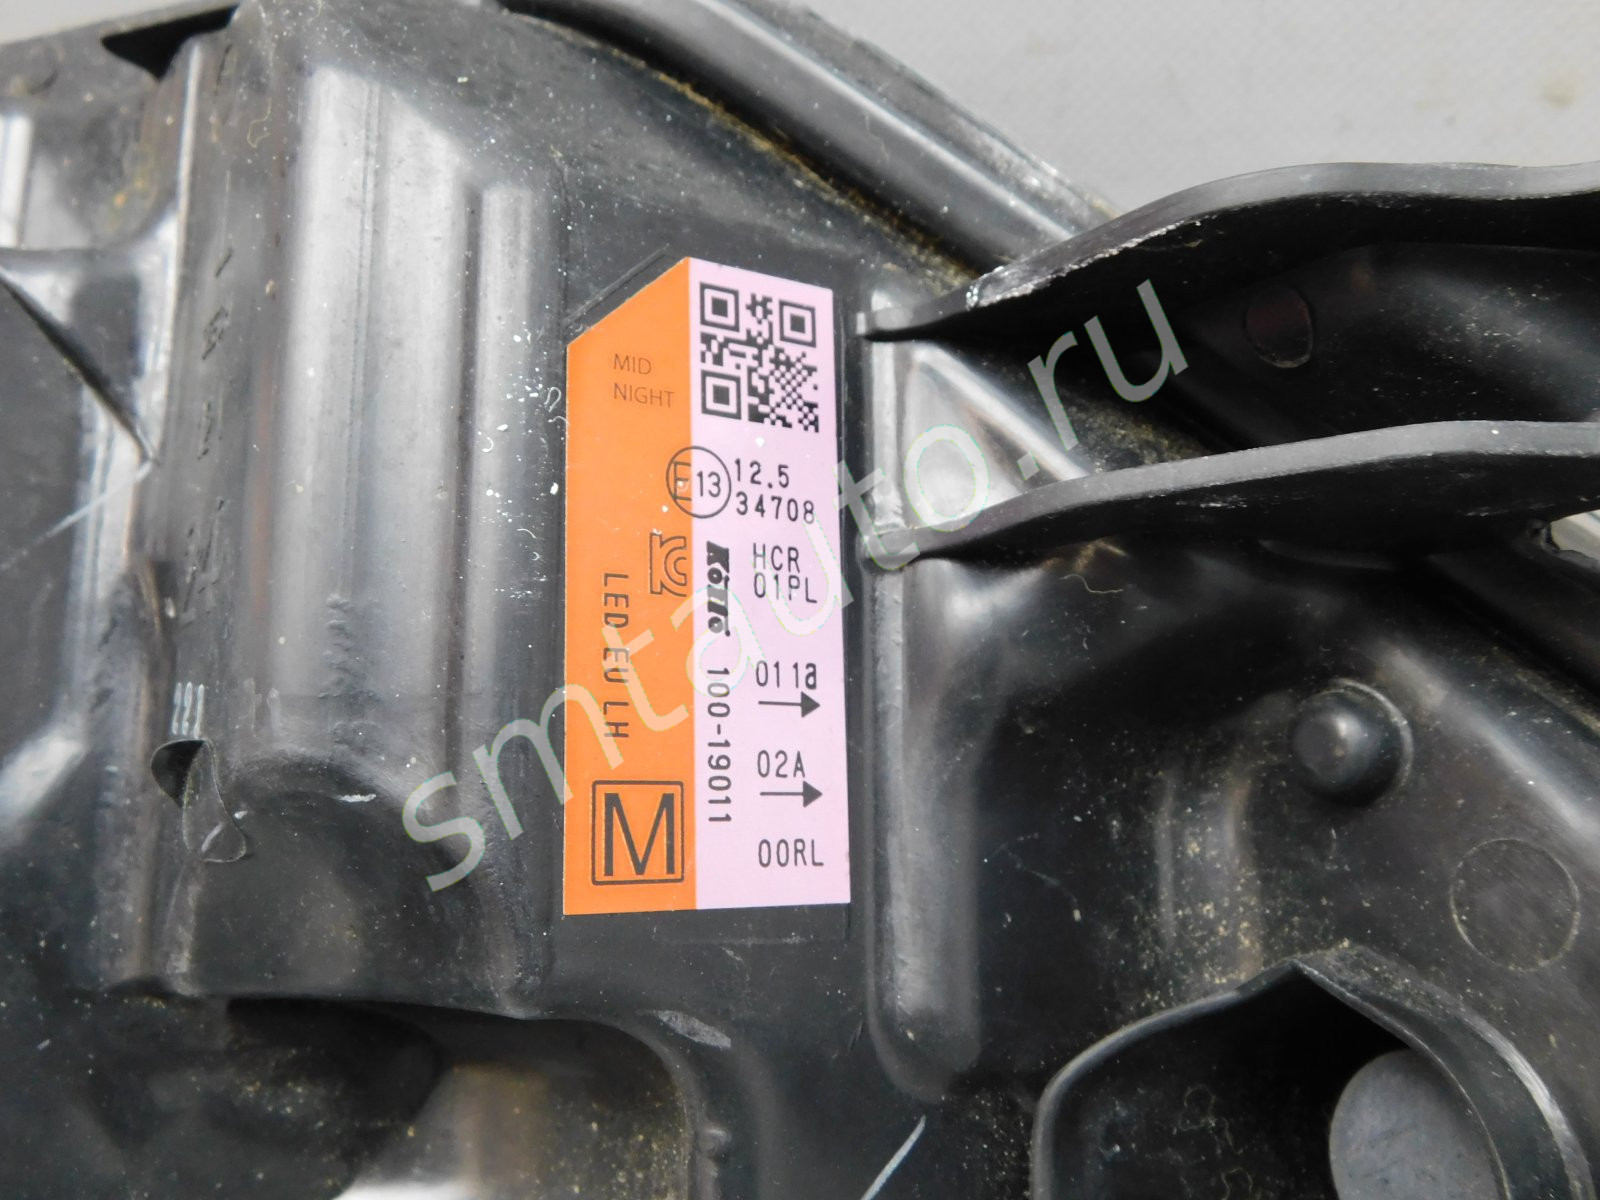 MID
NIGHT
E13
12.5
34708
KC
Koito
HCR
01PL
LED EU LH
100-19011
011a
02A
00RL
M
smtauto.ru